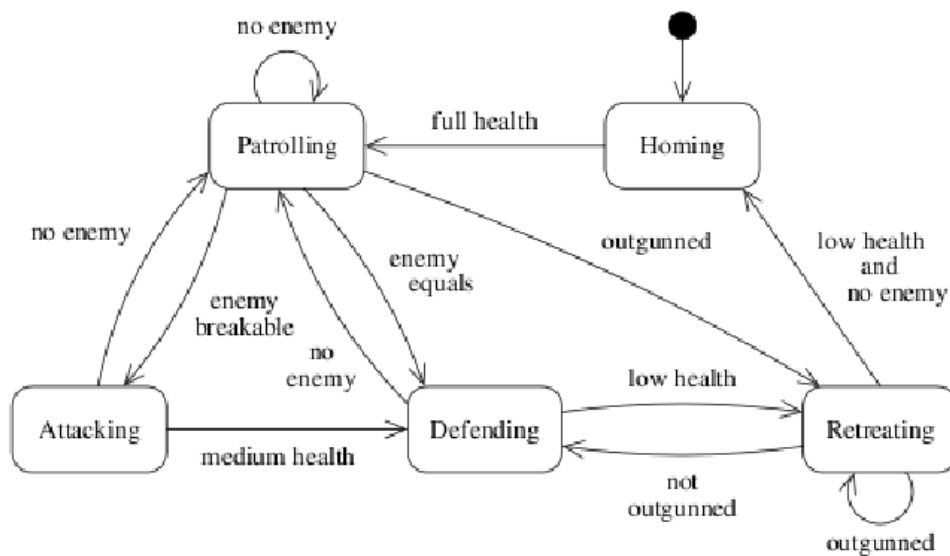 no enemy
Patrolling
full health
Homing
no enemy
enemy
breakable
enemy
equals
outgunned
low health
and
no enemy
no
enemy
low health
Attacking
Defending
Retreating
medium health
not
outgunned
outgunned